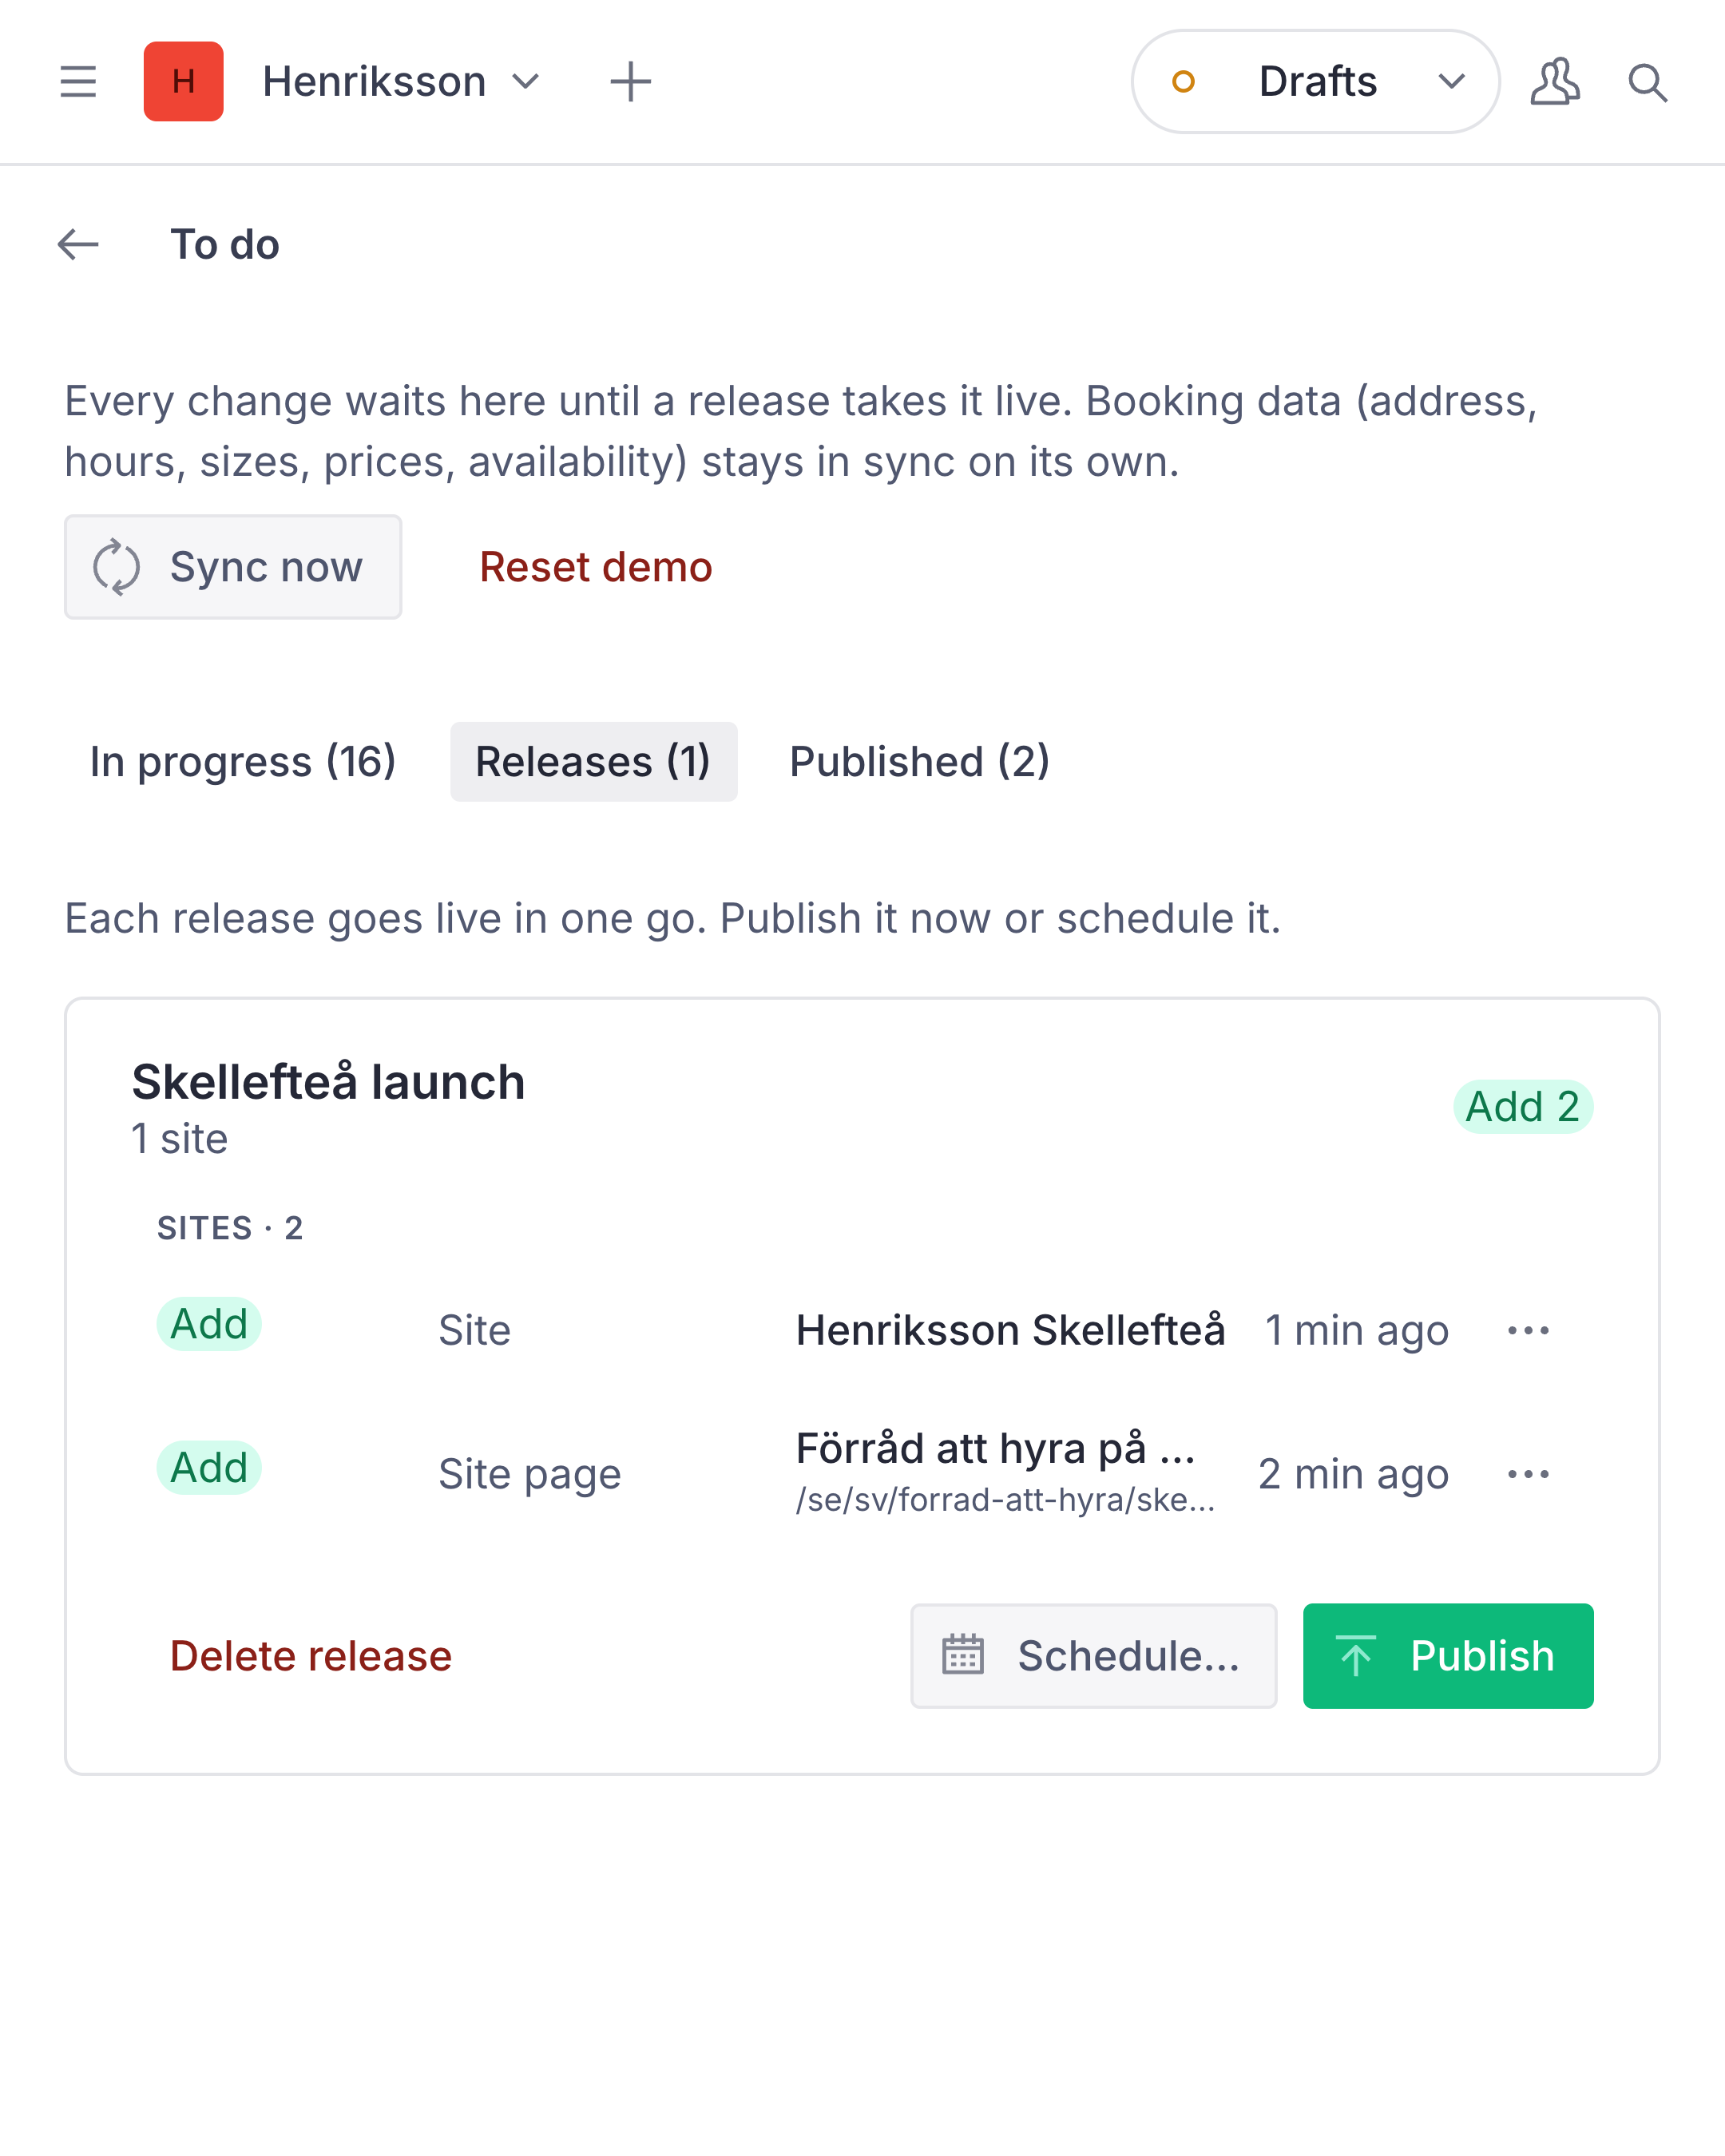 H Henriksson Drafts
To do
Every change waits here until a release takes it live. Booking data (address,
hours, sizes, prices, availability) stays in sync on its own.
Sync now Reset demo
In progress (16) Releases (1) Published (2)
Each release goes live in one go. Publish it now or schedule it.
Skellefteå launch
Add 2
1 site
SITES · 2
Add Site Henriksson Skellefteå 1 min ago
Add Site page Förråd att hyra på ... 2 min ago
/se/sv/forrad-att-hyra/ske...
Delete release Schedule... Publish